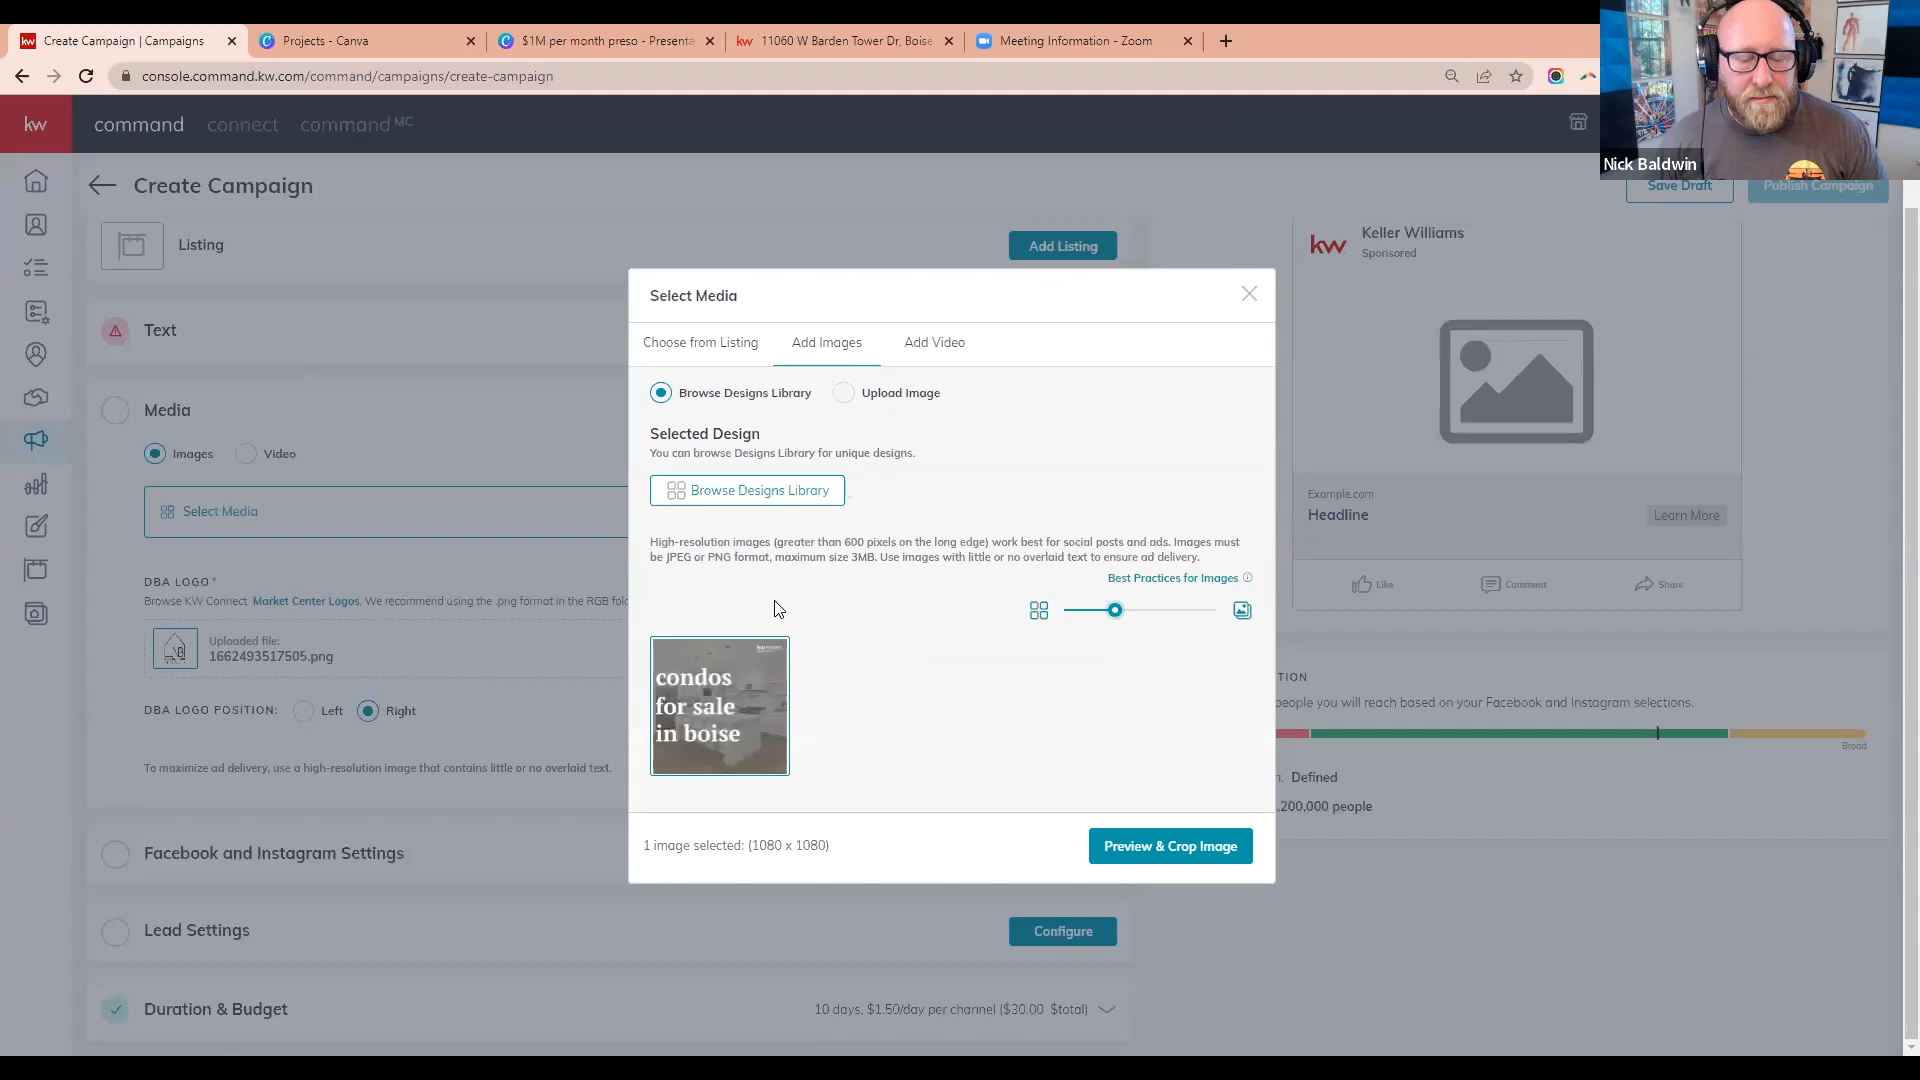 Create Campaign | Campaigns
Projects - Canva
$1M per month preso - Presenta
kw 11060 W Barden Tower Dr, Boise
Meeting Information - Zoom
console.command.kw.com/command/campaigns/create-campaign
Nick Baldwin
kw
command
connect
command MC
Create Campaign
Save Draft
Publish Campaign
Listing
Add Listing
Text
Media
Images
Video
Select Media
DBA LOGO*
Browse KW Connect Market Center Logos. We recommend using the .png format in the RGB fold
Uploaded file:
1662493517505.png
DBA LOGO POSITION:
Left
Right
To maximize ad delivery, use a high-resolution image that contains little or no overlaid text.
Facebook and Instagram Settings
Lead Settings
Configure
Duration & Budget
10 days, $1.50/day per channel ($30.00 $total)
Select Media
Choose from Listing
Add Images
Add Video
Browse Designs Library
Upload Image
Selected Design
You can browse Designs Library for unique designs.
Browse Designs Library
High-resolution images (greater than 600 pixels on the long edge) work best for social posts and ads. Images must
be JPEG or PNG format, maximum size 3MB. Use images with little or no overlaid text to ensure ad delivery.
Best Practices for Images
condos
for sale
in boise
1 image selected: (1080 x 1080)
Preview & Crop Image
kw
Keller Williams
Sponsored
Example.com
Headline
Learn More
Like
Comment
Share
TION
people you will reach based on your Facebook and Instagram selections.
Broad
n: Defined
,200,000 people